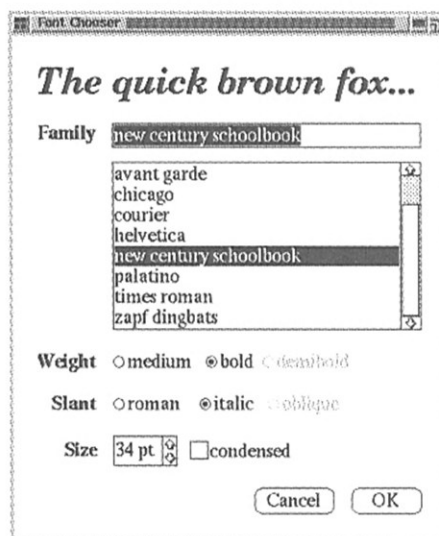 Font Chooser
The quick brown fox...
Family new century schoolbook
avant garde
chicago
courier
helvetica
new century schoolbook
palatino
times roman
zapf dingbats
Weight medium bold demibold
Slant roman italic oblique
Size 34 pt condensed
Cancel OK